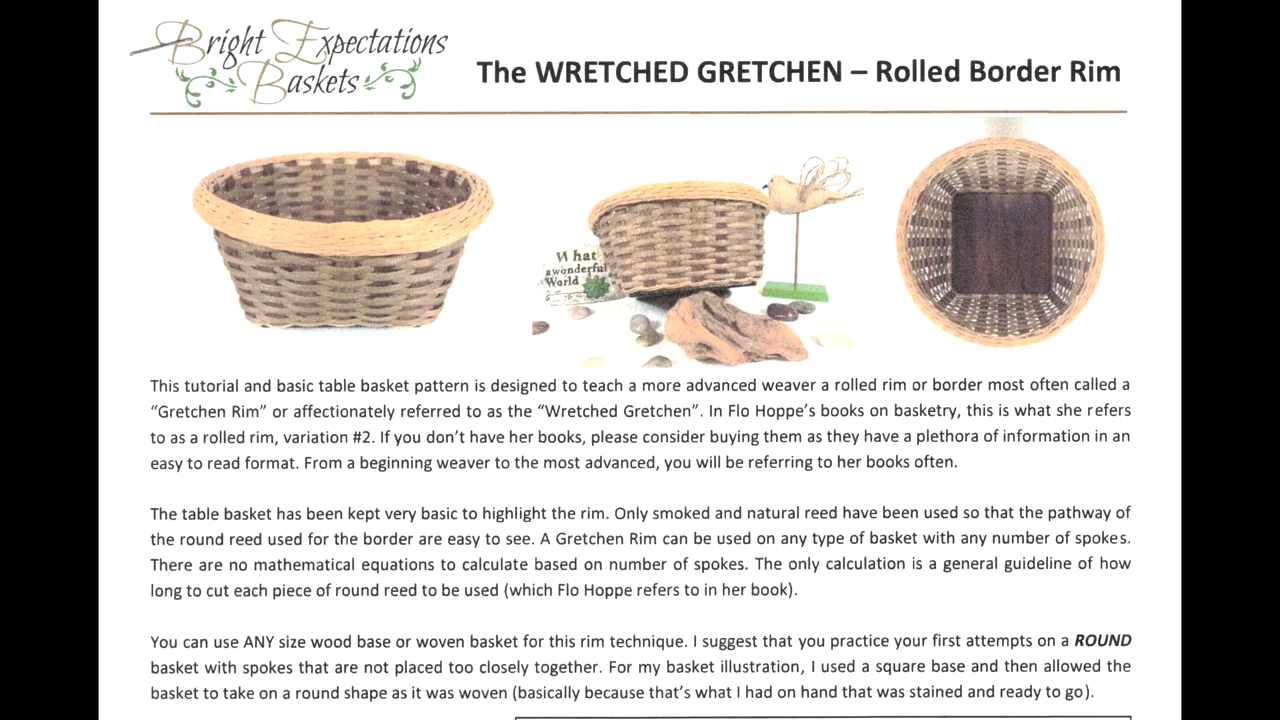 Bright Expectations
Baskets
The WRETCHED GRETCHEN – Rolled Border Rim
What
a wonderful
World
This tutorial and basic table basket pattern is designed to teach a more advanced weaver a rolled rim or border most often called a
“Gretchen Rim” or affectionately referred to as the “Wretched Gretchen”. In Flo Hoppe’s books on basketry, this is what she refers
to as a rolled rim, variation #2. If you don’t have her books, please consider buying them as they have a plethora of information in an
easy to read format. From a beginning weaver to the most advanced, you will be referring to her books often.
The table basket has been kept very basic to highlight the rim. Only smoked and natural reed have been used so that the pathway of
the round reed used for the border are easy to see. A Gretchen Rim can be used on any type of basket with any number of spokes.
There are no mathematical equations to calculate based on number of spokes. The only calculation is a general guideline of how
long to cut each piece of round reed to be used (which Flo Hoppe refers to in her book).
You can use ANY size wood base or woven basket for this rim technique. I suggest that you practice your first attempts on a ROUND
basket with spokes that are not placed too closely together. For my basket illustration, I used a square base and then allowed the
basket to take on a round shape as it was woven (basically because that’s what I had on hand that was stained and ready to go).